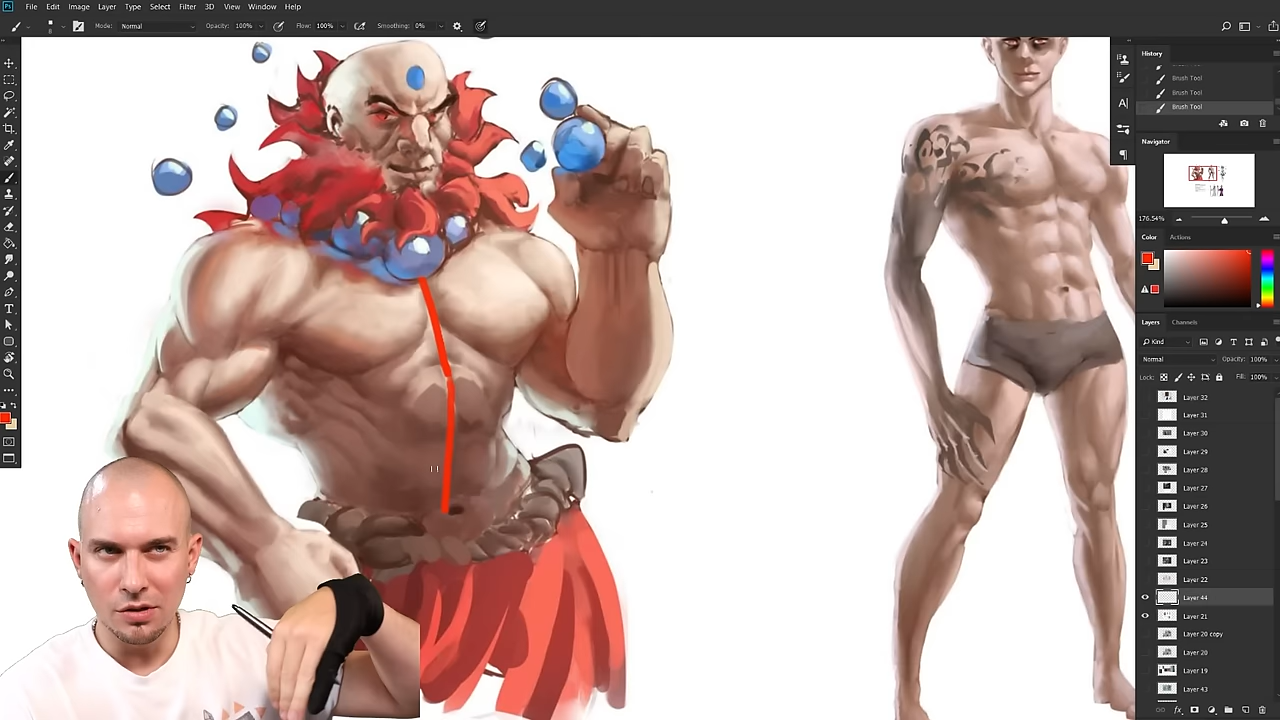 Ps File Edit Image Layer Type Select Filter 3D View Window Help
8 Mode: Normal Opacity: 100% Flow: 100% Smoothing: 0%
History
Brush Tool
Brush Tool
Brush Tool
Navigator
176.54%
Color Actions
Layers Channels
Kind
Normal Opacity: 100%
Lock: Fill: 100%
Layer 32
Layer 31
Layer 30
Layer 29
Layer 28
Layer 27
Layer 26
Layer 25
Layer 24
Layer 23
Layer 22
Layer 44
Layer 21
Layer 20 copy
Layer 20
Layer 19
Layer 43